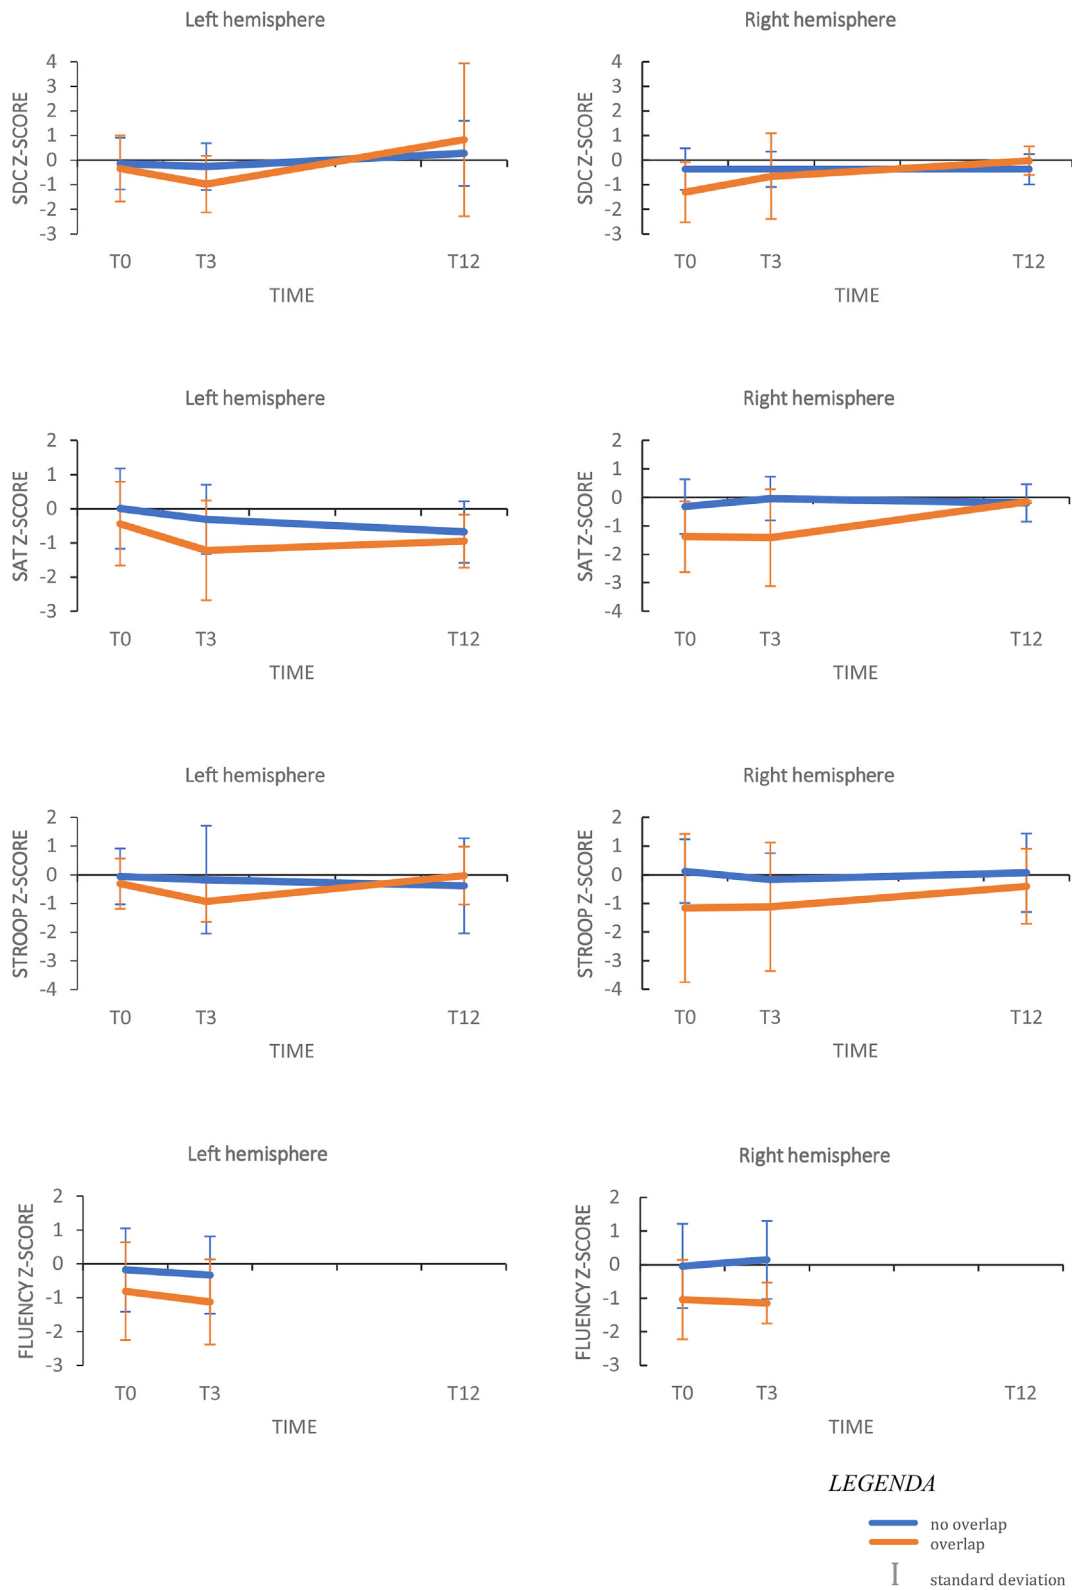 Left hemisphere
SDC Z-SCORE
4
3
2
1
0
-1
-2
-3
T0 T3 T12
TIME
Right hemisphere
SDC Z-SCORE
4
3
2
1
0
-1
-2
-3
T0 T3 T12
TIME
Left hemisphere
SAT Z-SCORE
2
1
0
-1
-2
-3
T0 T3 T12
TIME
Right hemisphere
SAT Z-SCORE
2
1
0
-1
-2
-3
-4
T0 T3 T12
TIME
Left hemisphere
STROOP Z-SCORE
2
1
0
-1
-2
-3
-4
T0 T3 T12
TIME
Right hemisphere
STROOP Z-SCORE
2
1
0
-1
-2
-3
-4
T0 T3 T12
TIME
Left hemisphere
FLUENCY Z-SCORE
2
1
0
-1
-2
-3
T0 T3 T12
TIME
Right hemisphere
FLUENCY Z-SCORE
2
1
0
-1
-2
-3
T0 T3 T12
TIME
LEGENDA
no overlap
overlap
standard deviation